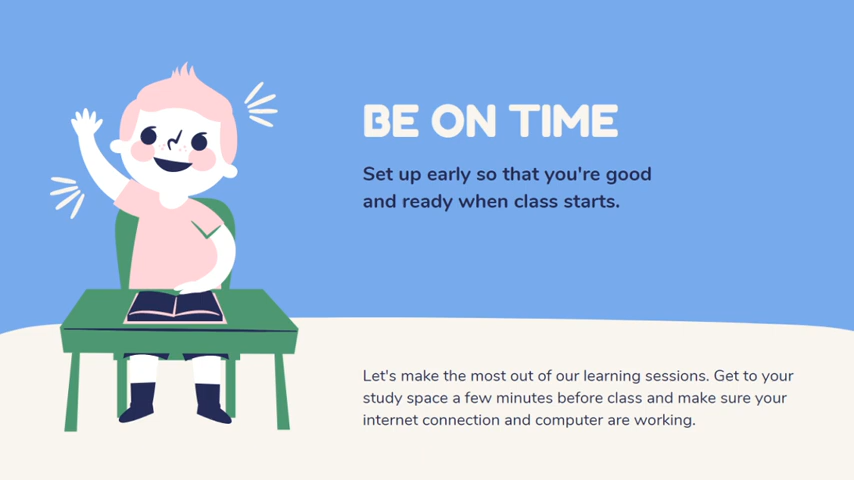 BE ON TIME
Set up early so that you're good
and ready when class starts.
Let's make the most out of our learning sessions. Get to your
study space a few minutes before class and make sure your
internet connection and computer are working.